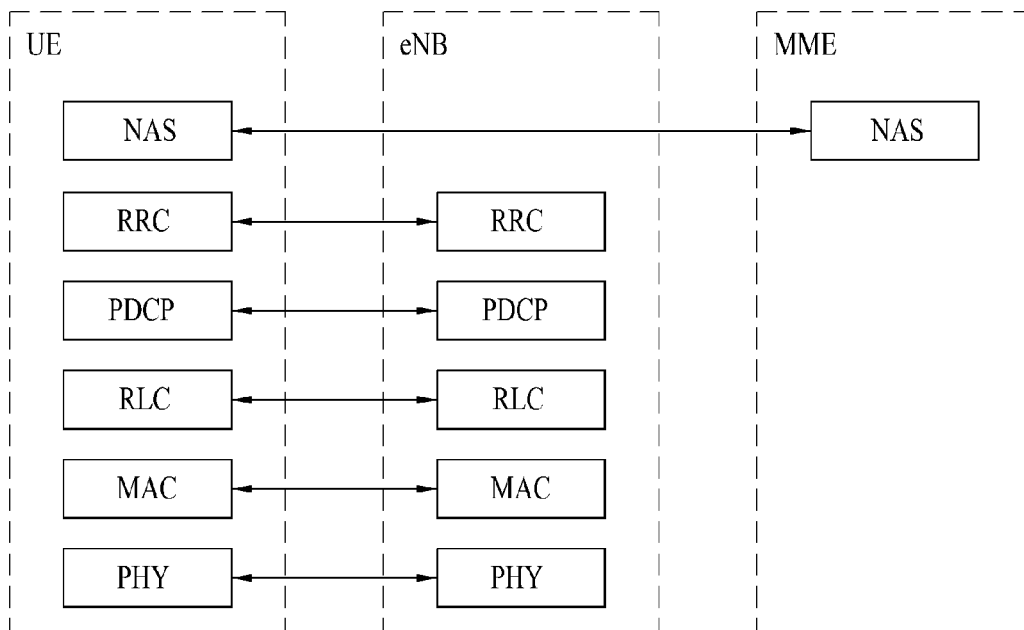 UE eNB MME
NAS NAS
RRC RRC
PDCP PDCP
RLC RLC
MAC MAC
PHY PHY